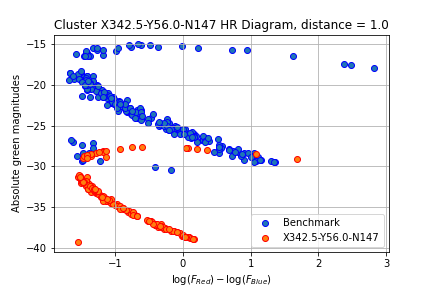 Cluster X342.5-Y56.0-N147 HR Diagram, distance = 1.0
Absolute green magnitudes
−15
−20
−25
−30
−35
−40
Benchmark
X342.5-Y56.0-N147
−1 0 1 2 3
log(F_Red) − log(F_Blue)